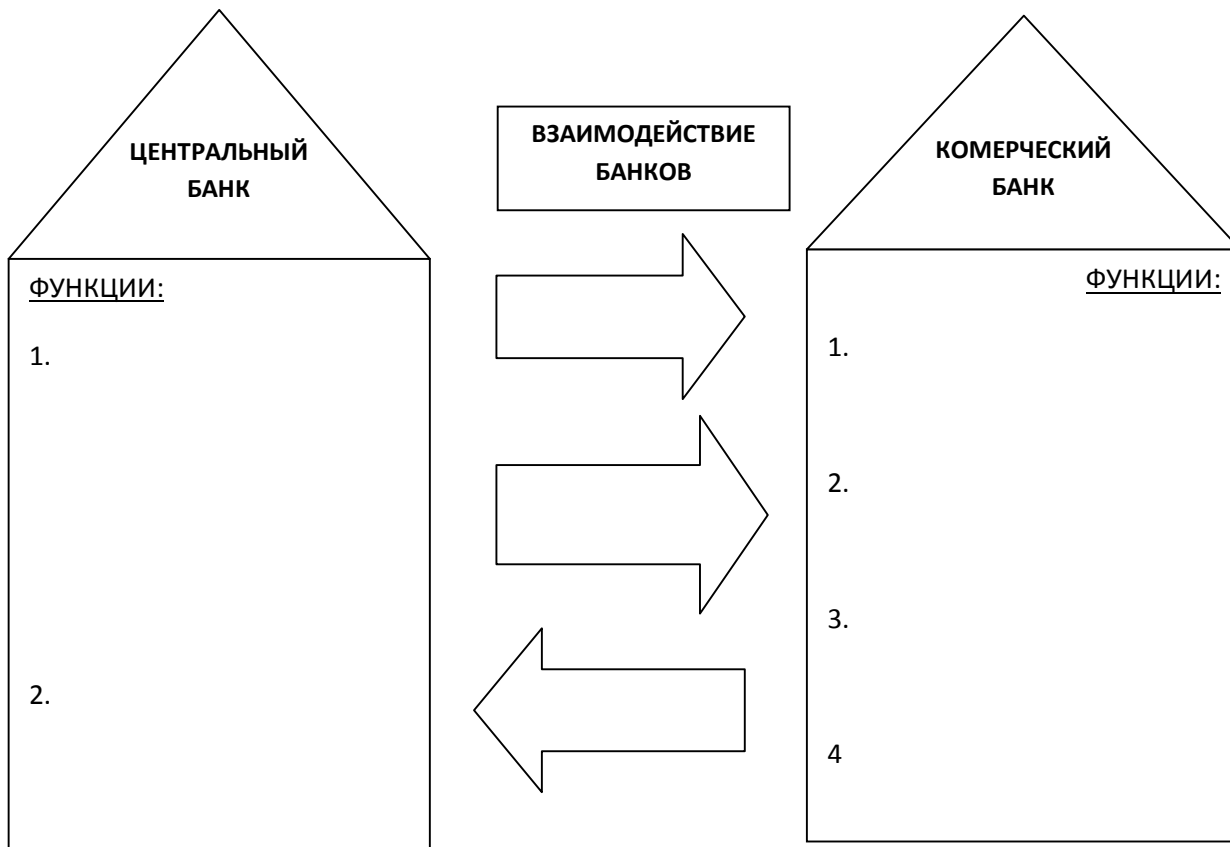 ЦЕНТРАЛЬНЫЙ
БАНК
ФУНКЦИИ:
1.
2.
ВЗАИМОДЕЙСТВИЕ
БАНКОВ
КОМЕРЧЕСКИЙ
БАНК
ФУНКЦИИ:
1.
2.
3.
4